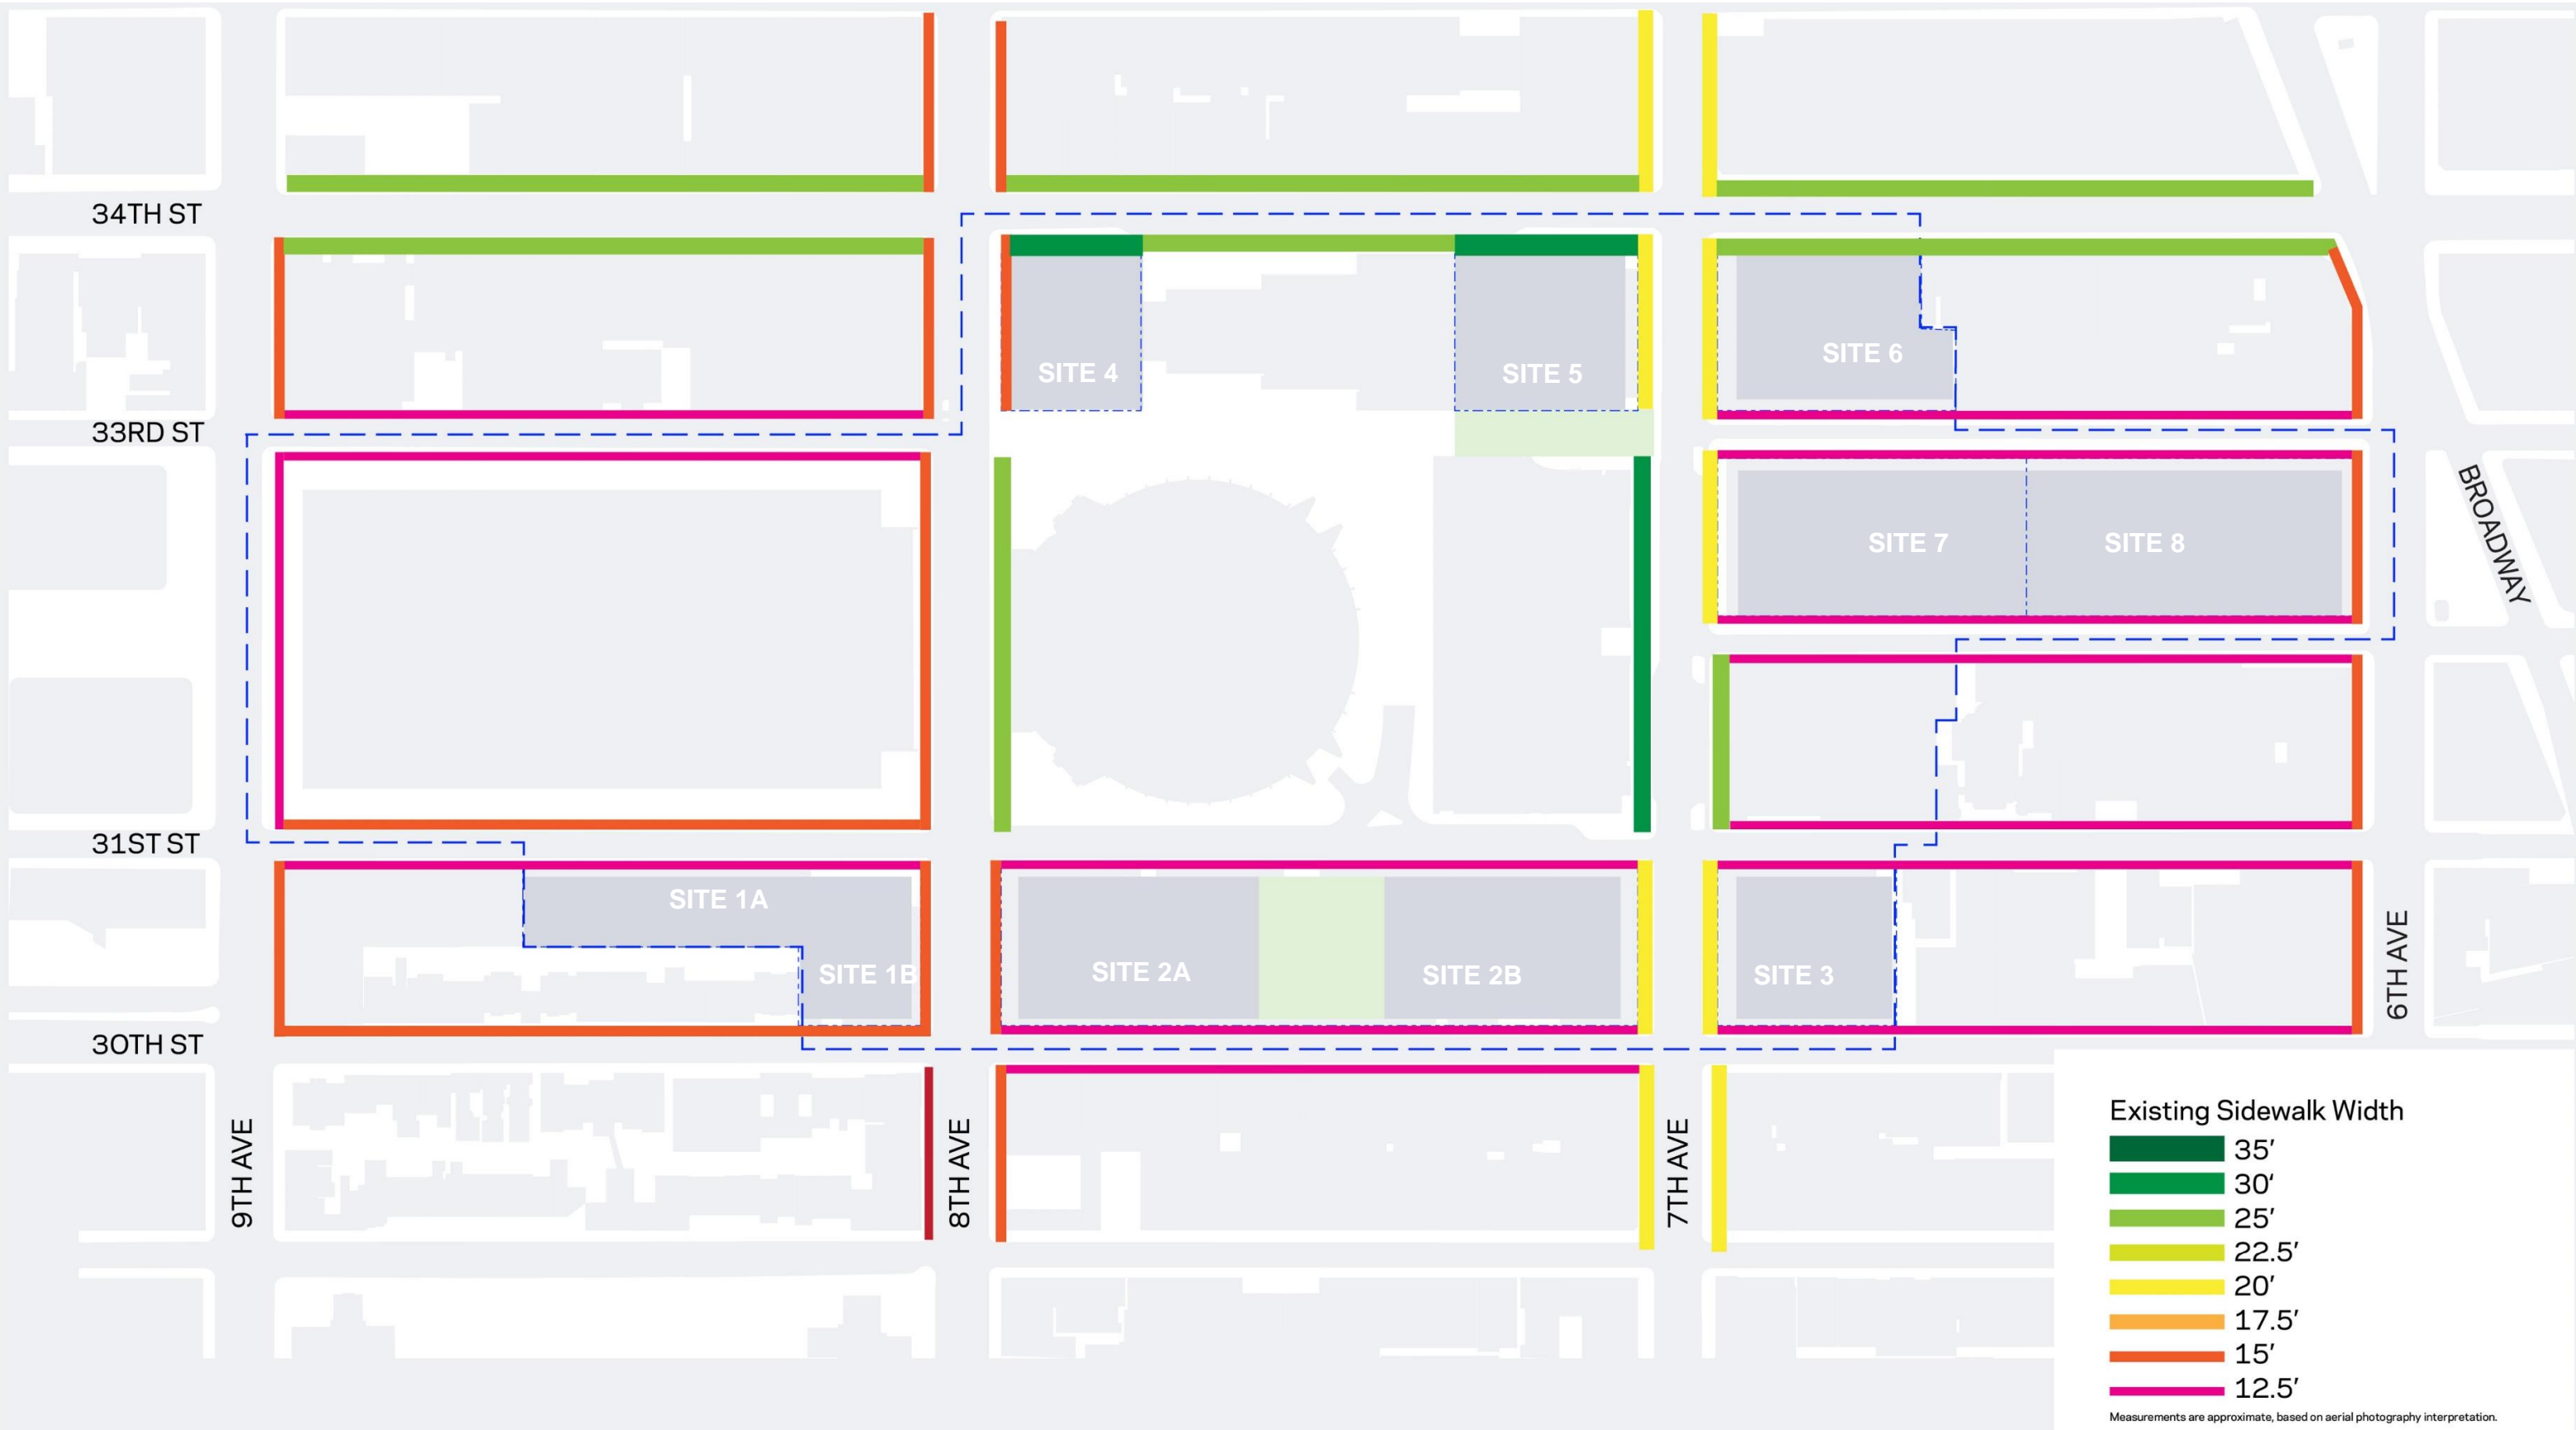 34TH ST
SITE 4
SITE 5
SITE 6
33RD ST
SITE 7
SITE 8
BROADWAY
31ST ST
SITE 1A
SITE 1B
SITE 2A
SITE 2B
SITE 3
6TH AVE
30TH ST
9TH AVE
8TH AVE
7TH AVE
Existing Sidewalk Width
35′
30‘
25′
22.5′
20′
17.5′
15′
12.5′
Measurements are approximate, based on aerial photography interpretation.